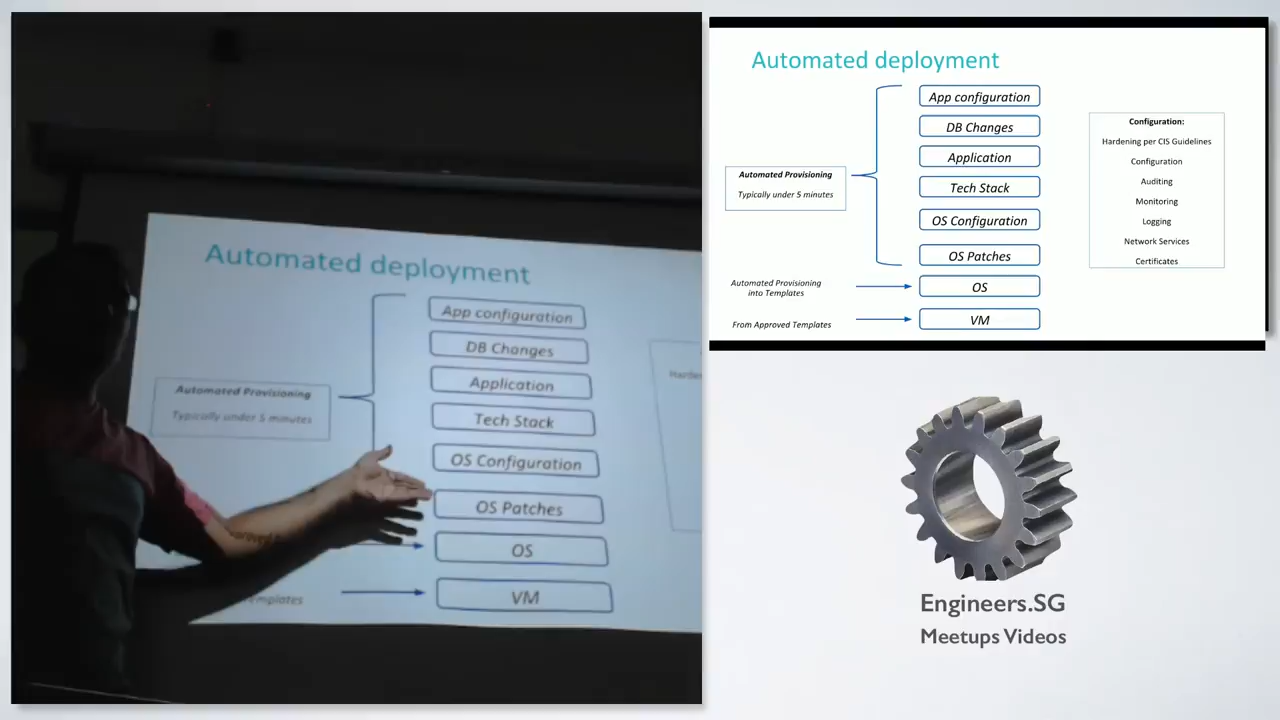 Automated deployment
App configuration
DB Changes
Application
Automated Provisioning
Typically under 5 minutes
Tech Stack
OS Configuration
OS Patches
OS
VM
Templates
Automated deployment
App configuration
DB Changes
Application
Automated Provisioning
Typically under 5 minutes
Tech Stack
OS Configuration
OS Patches
Automated Provisioning
into Templates
OS
From Approved Templates
VM
Configuration:
Hardening per CIS Guidelines
Configuration
Auditing
Monitoring
Logging
Network Services
Certificates
Engineers.SG
Meetups Videos